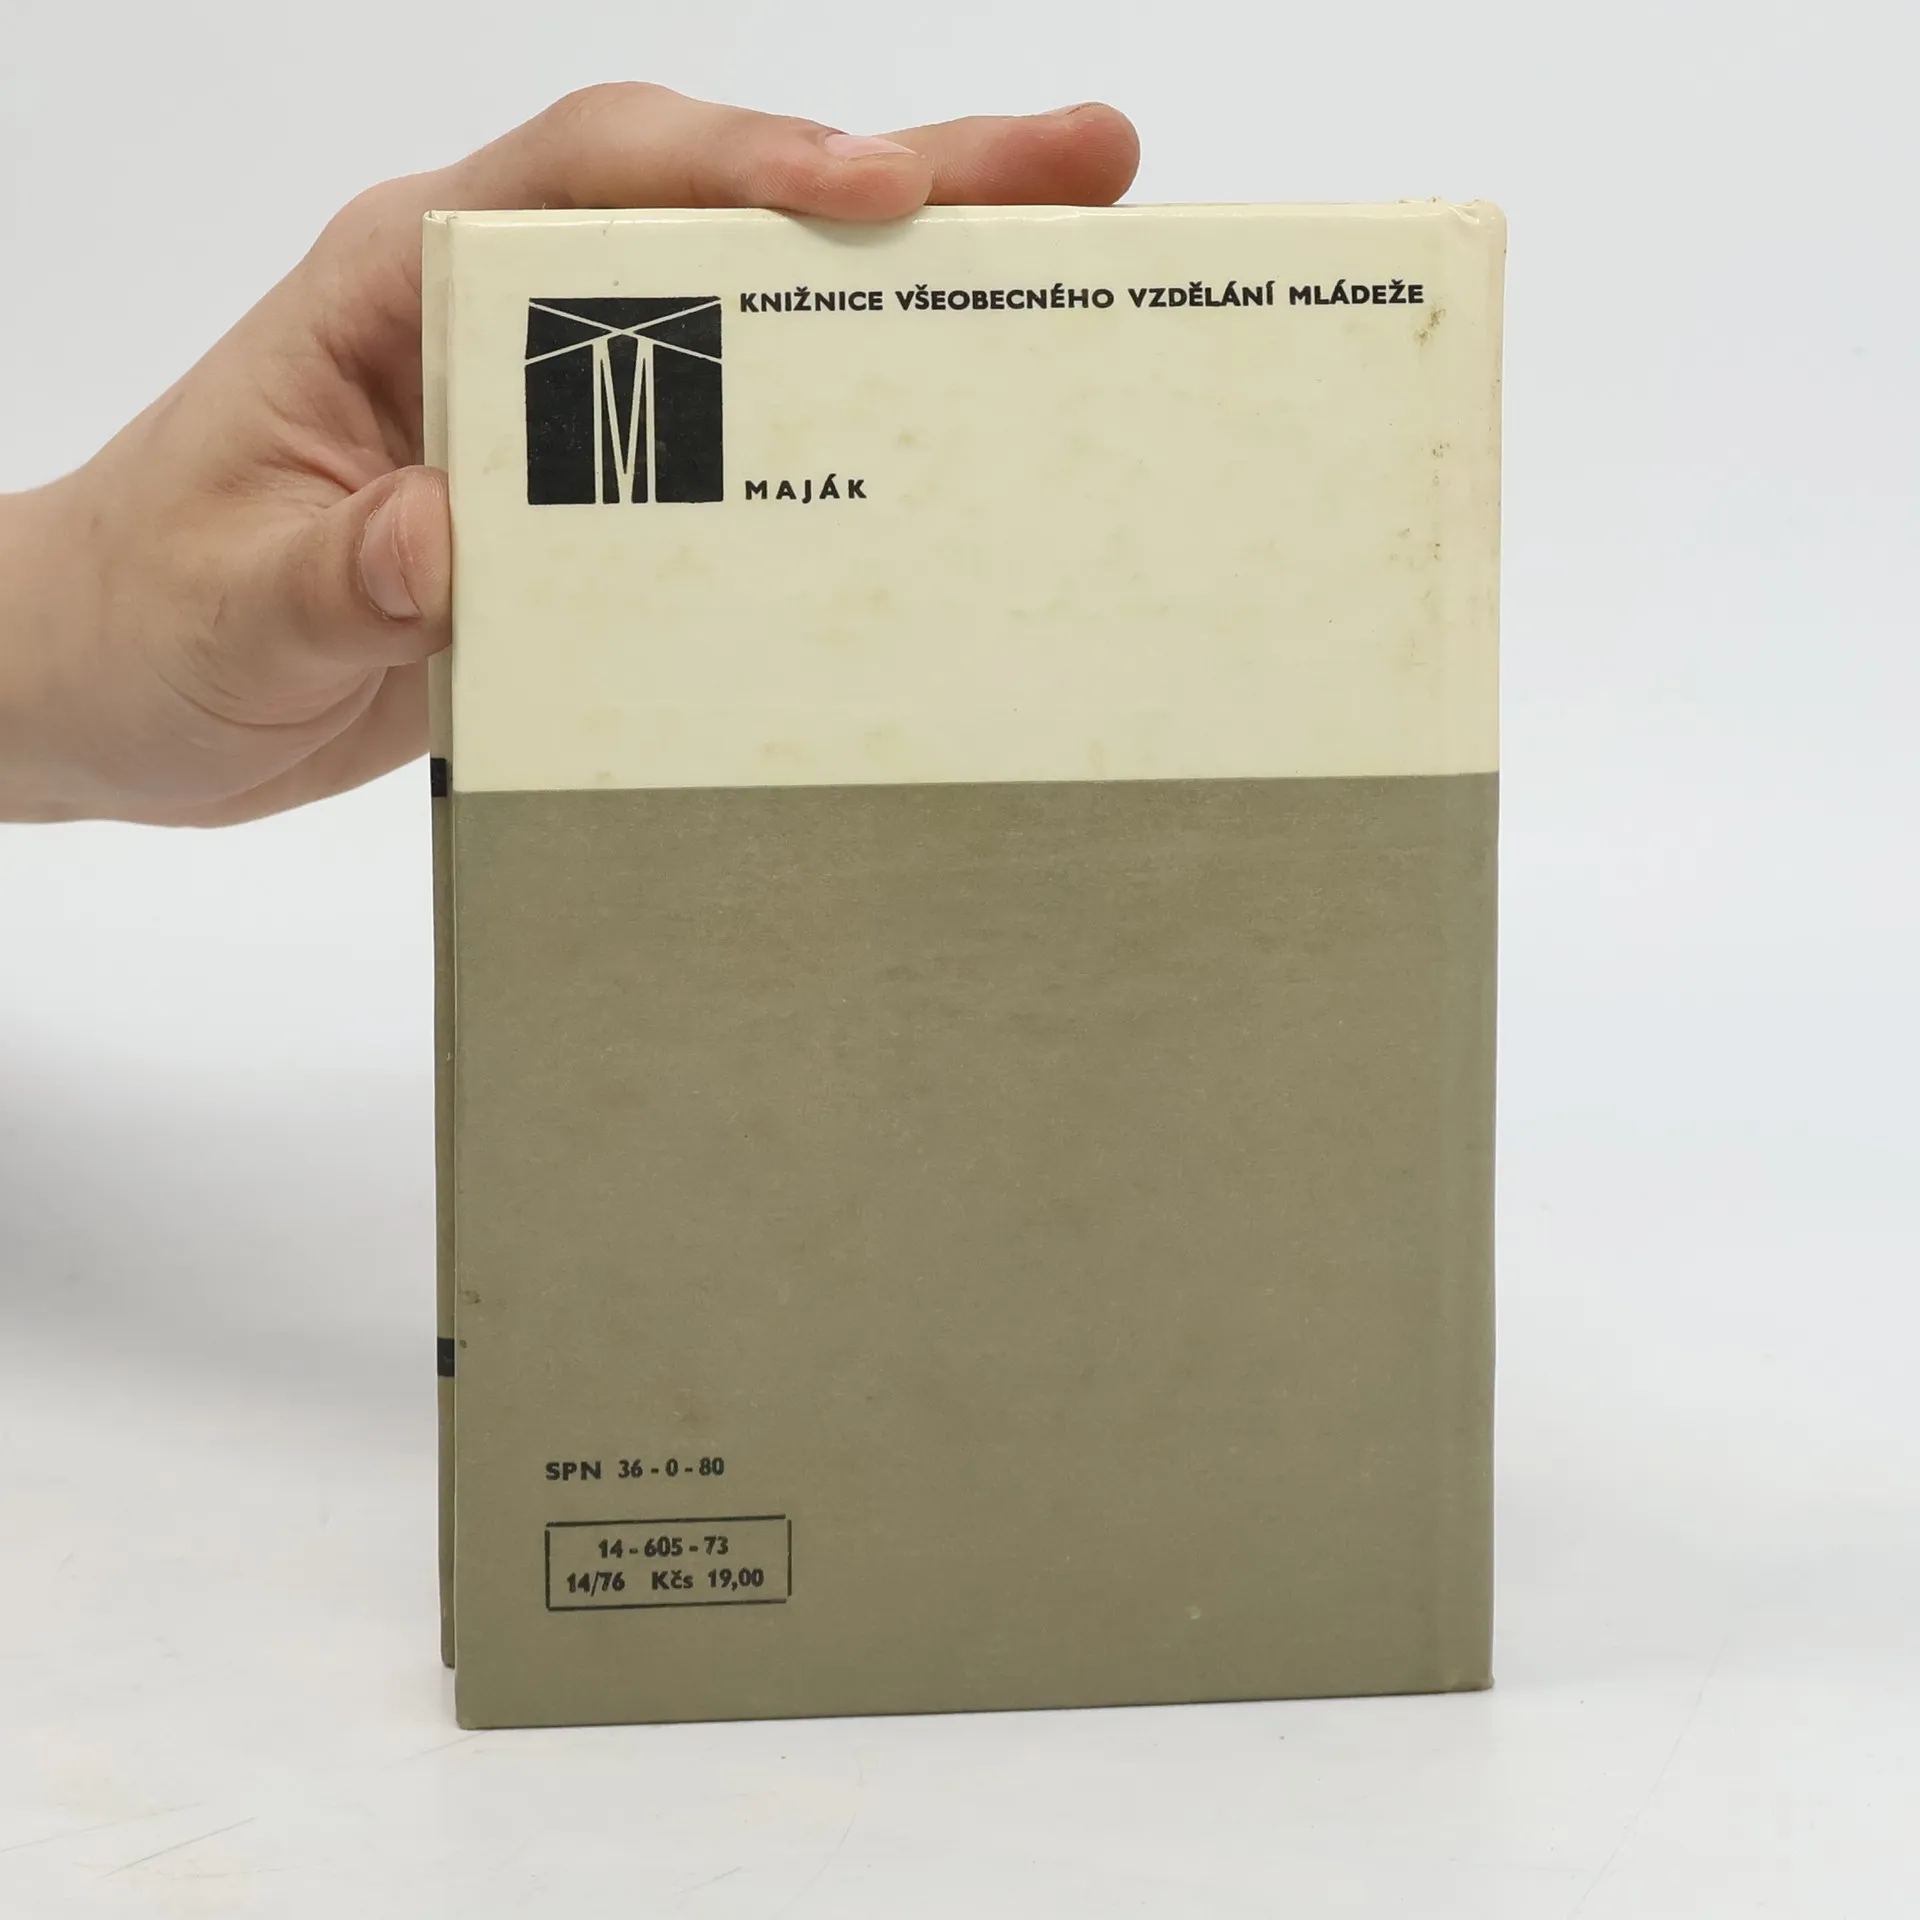 KNIŽNICE VŠEOBECNÉHO VZDĚLÁNÍ MLÁDEŽE
M
MAJÁK
SPN 36-0-80
14-605-73
14/76 Kčs 19,00